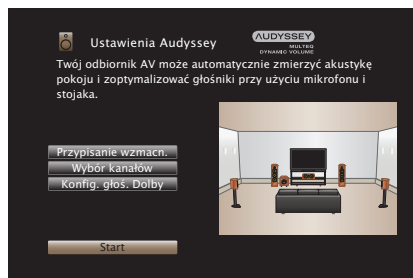 Ustawienia Audyssey
AUDYSSEY
MULTEQ
DYNAMIC VOLUME
Twój odbiornik AV może automatycznie zmierzyć akustykę
pokoju i zoptymalizować głośniki przy użyciu mikrofonu i
stojaka.
Przypisanie wzmacn.
Wybór kanałów
Konfig. głoś. Dolby
Start